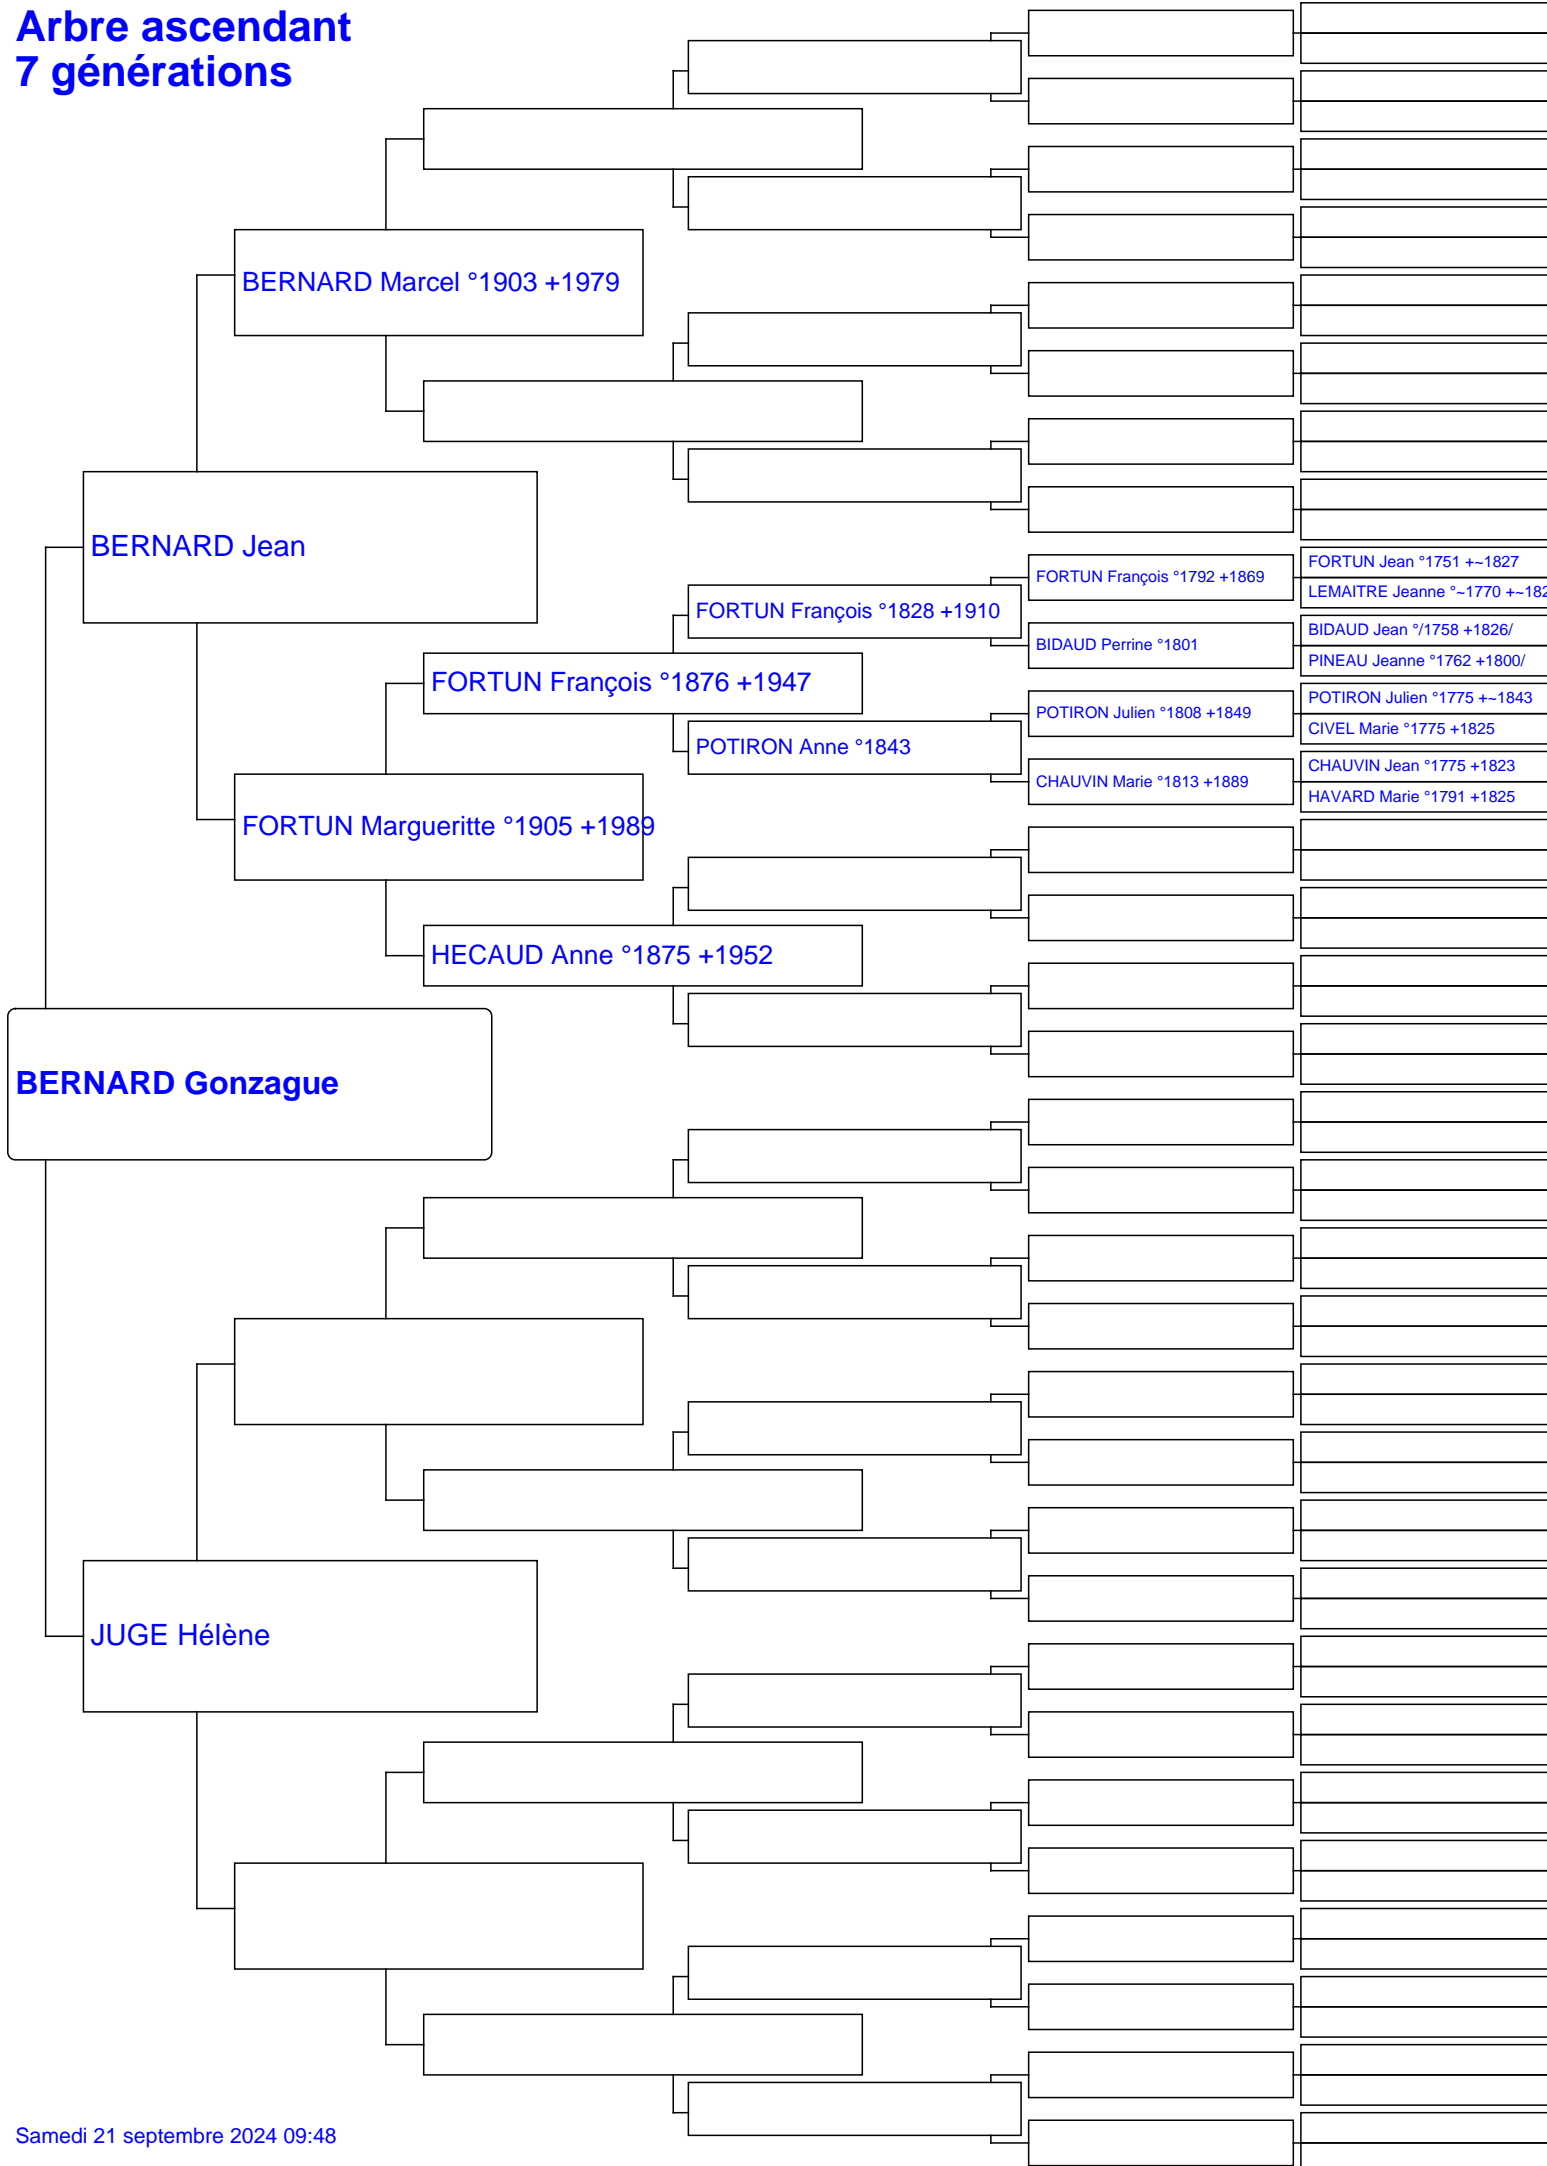 Arbre ascendant
7 générations
BERNARD Marcel °1903 +1979
BERNARD Jean
FORTUN Jean °1751 +~1827
FORTUN François °1792 +1869
LEMAITRE Jeanne °~1770 +~182
FORTUN François °1828 +1910
BIDAUD Jean °/1758 +1826/
BIDAUD Perrine °1801
PINEAU Jeanne °1762 +1800/
FORTUN François °1876 +1947
POTIRON Julien °1775 +~1843
POTIRON Julien °1808 +1849
CIVEL Marie °1775 +1825
POTIRON Anne °1843
CHAUVIN Jean °1775 +1823
CHAUVIN Marie °1813 +1889
HAVARD Marie °1791 +1825
FORTUN Margueritte °1905 +1989
HECAUD Anne °1875 +1952
BERNARD Gonzague
JUGE Hélène
Samedi 21 septembre 2024 09:48